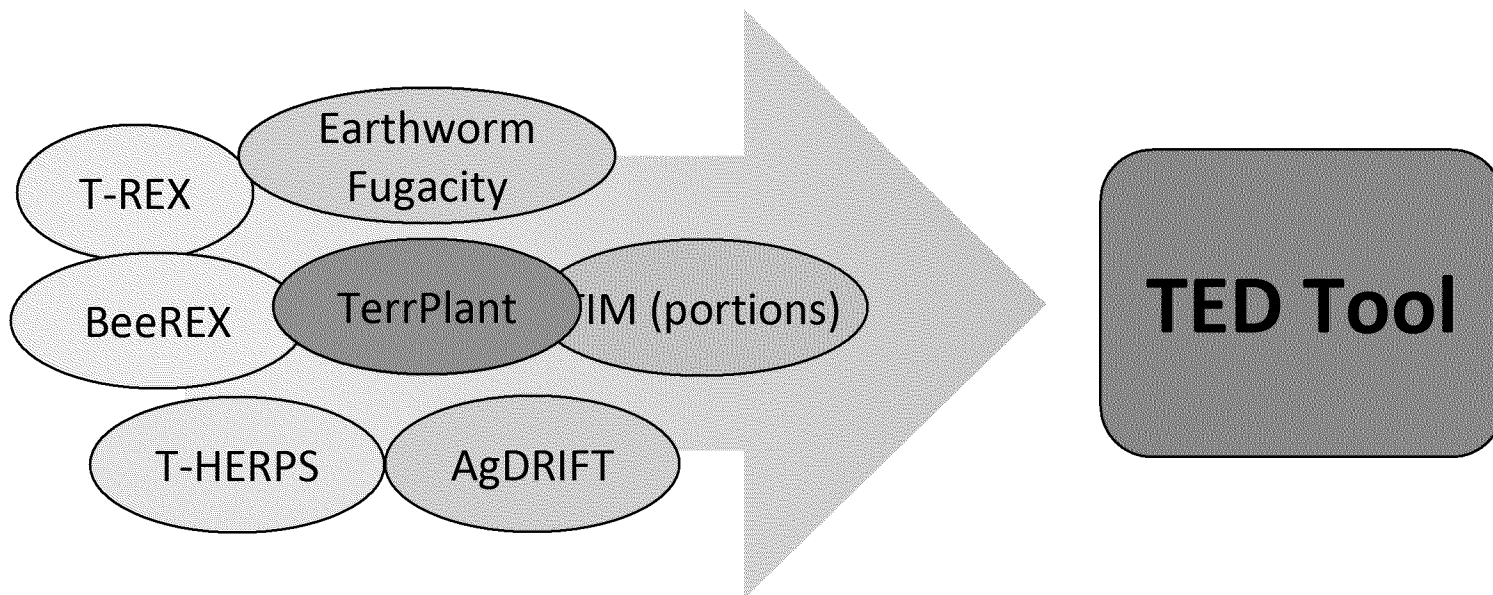 T-REX
Earthworm
Fugacity
BeeREX
TerrPlant
IM (portions)
T-HERPS
AgDRIFT
TED Tool